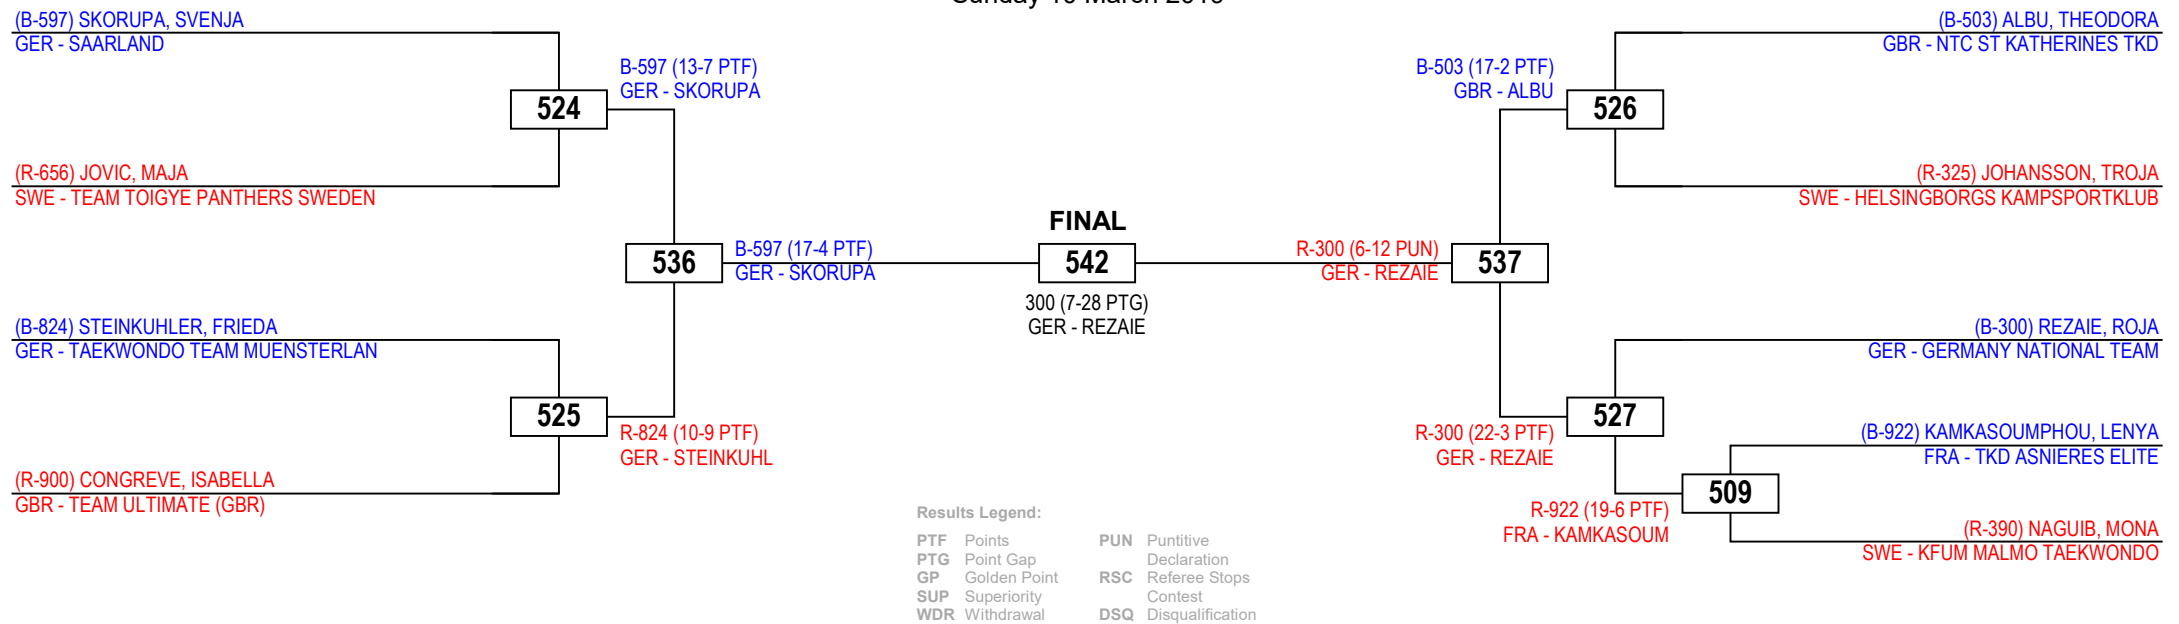 (B-597) SKORUPA, SVENJA
GER - SAARLAND
B-597 (13-7 PTF)
GER - SKORUPA
524
(R-656) JOVIC, MAJA
SWE - TEAM TOIGYE PANTHERS SWEDEN
536
B-597 (17-4 PTF)
GER - SKORUPA
(B-824) STEINKUHLER, FRIEDA
GER - TAEKWONDO TEAM MUENSTERLAN
525
R-824 (10-9 PTF)
GER - STEINKUHL
(R-900) CONGREVE, ISABELLA
GBR - TEAM ULTIMATE (GBR)
FINAL
542
300 (7-28 PTG)
GER - REZAIE
(B-503) ALBU, THEODORA
GBR - NTC ST KATHERINES TKD
B-503 (17-2 PTF)
GBR - ALBU
526
(R-325) JOHANSSON, TROJA
SWE - HELSINGBORGS KAMPSPORTKLUB
R-300 (6-12 PUN)
GER - REZAIE
537
(B-300) REZAIE, ROJA
GER - GERMANY NATIONAL TEAM
527
R-300 (22-3 PTF)
GER - REZAIE
(B-922) KAMKASOUMPHOU, LENYA
FRA - TKD ASNIERES ELITE
509
R-922 (19-6 PTF)
FRA - KAMKASOUM
(R-390) NAGUIB, MONA
SWE - KFUM MALMO TAEKWONDO
Results Legend:
PTF Points
PTG Point Gap
GP Golden Point
SUP Superiority
WDR Withdrawal
PUN Puntitive
Declaration
RSC Referee Stops
Contest
DSQ Disqualification